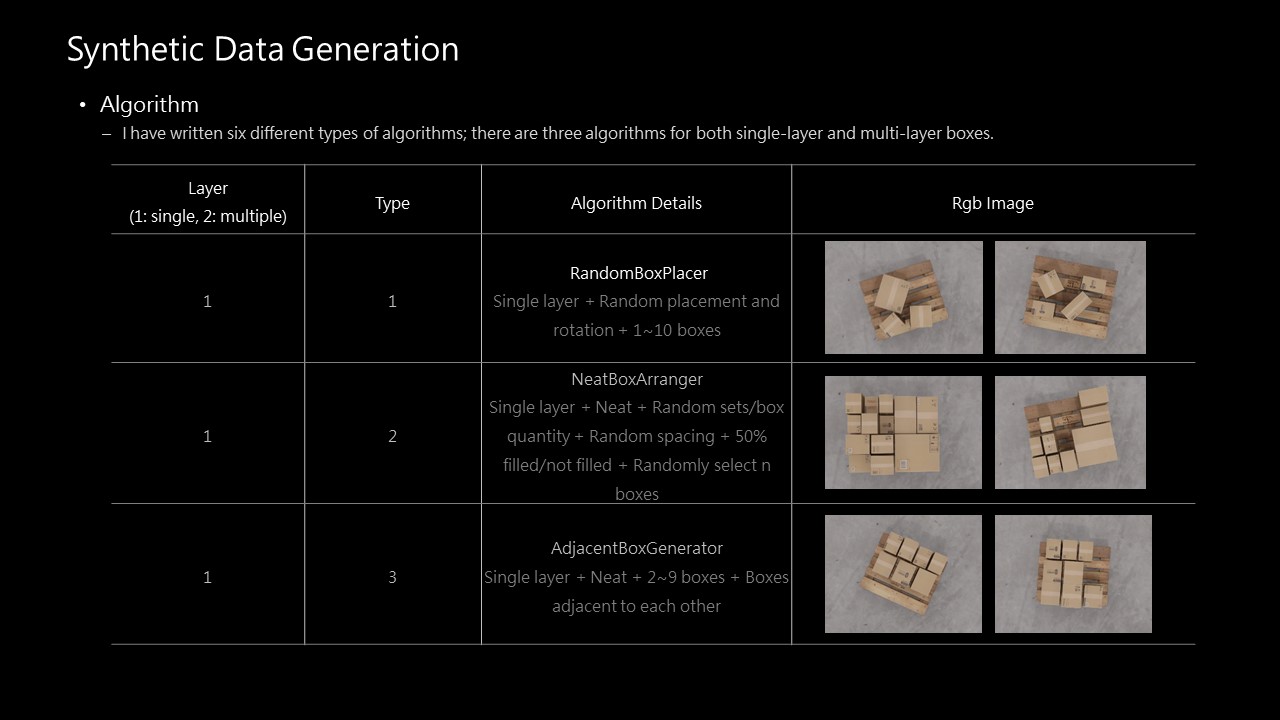 Synthetic Data Generation
• Algorithm
– I have written six different types of algorithms; there are three algorithms for both single-layer and multi-layer boxes.
Layer
(1: single, 2: multiple)
Type
Algorithm Details
Rgb Image
1
1
RandomBoxPlacer
Single layer + Random placement and
rotation + 1~10 boxes
1
2
NeatBoxArranger
Single layer + Neat + Random sets/box
quantity + Random spacing + 50%
filled/not filled + Randomly select n
boxes
1
3
AdjacentBoxGenerator
Single layer + Neat + 2~9 boxes + Boxes
adjacent to each other